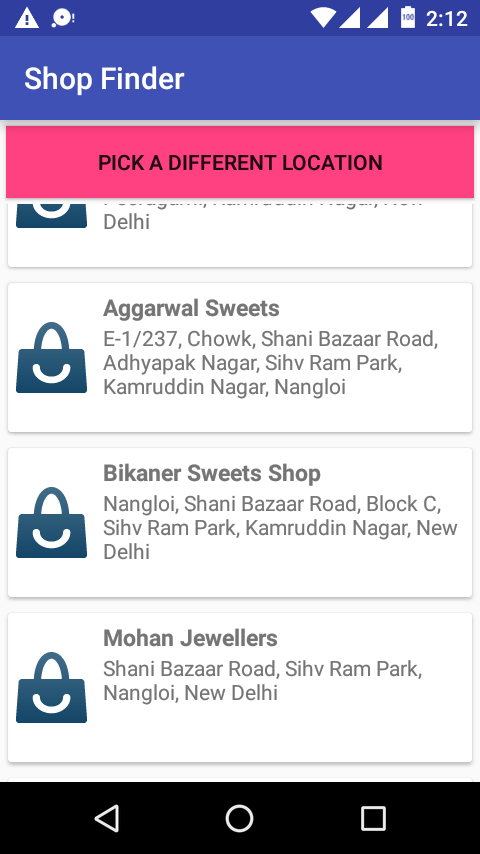 2:12
Shop Finder
PICK A DIFFERENT LOCATION
Delhi
Aggarwal Sweets
E-1/237, Chowk, Shani Bazaar Road,
Adhyapak Nagar, Sihv Ram Park,
Kamruddin Nagar, Nangloi
Bikaner Sweets Shop
Nangloi, Shani Bazaar Road, Block C,
Sihv Ram Park, Kamruddin Nagar, New
Delhi
Mohan Jewellers
Shani Bazaar Road, Sihv Ram Park,
Nangloi, New Delhi